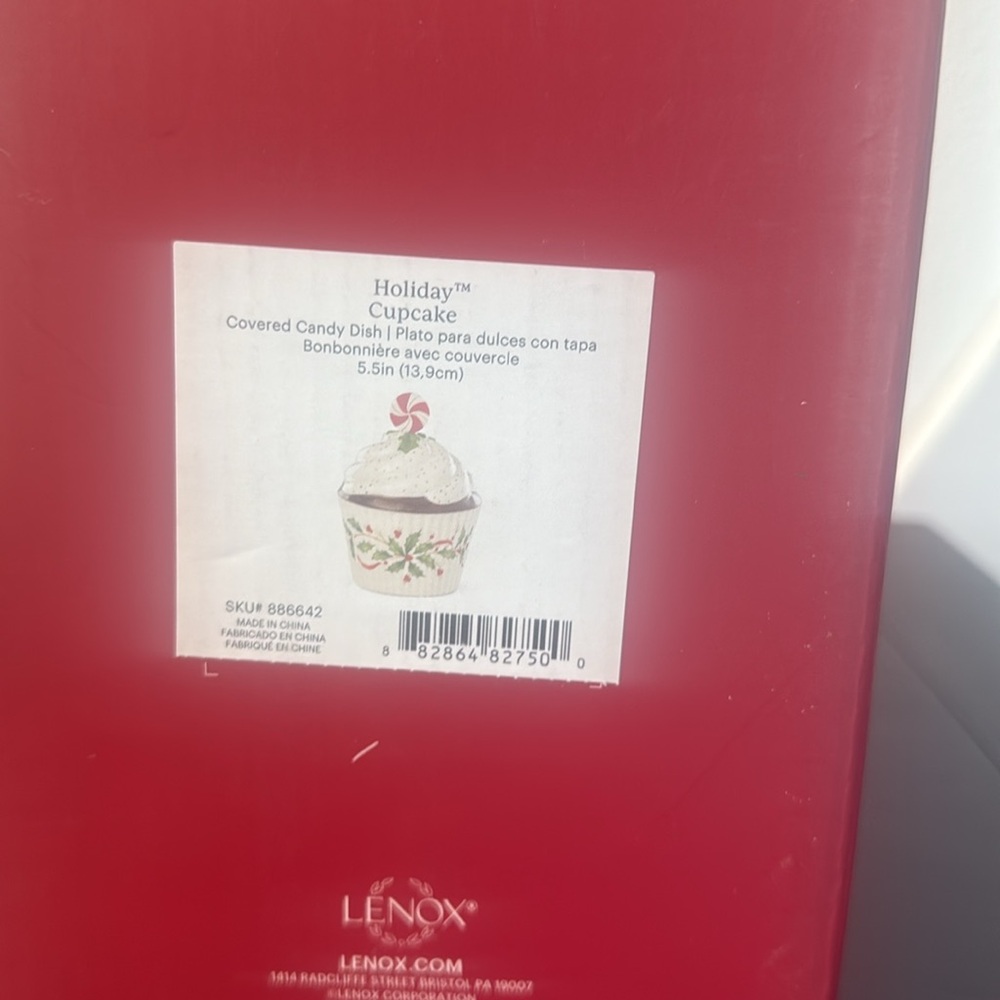 Holiday™
Cupcake
Covered Candy Dish | Plato para dulces con tapa
Bonbonnière avec couvercle
5.5in (13,9cm)
SKU# 886642
MADE IN CHINA
FABRICADO EN CHINA
FABRIQUÉ EN CHINE
8 82864 82750 0
LENOX®
LENOX.COM
1414 RADCLIFFE STREET BRISTOL PA 19007
©LENOX CORPORATION